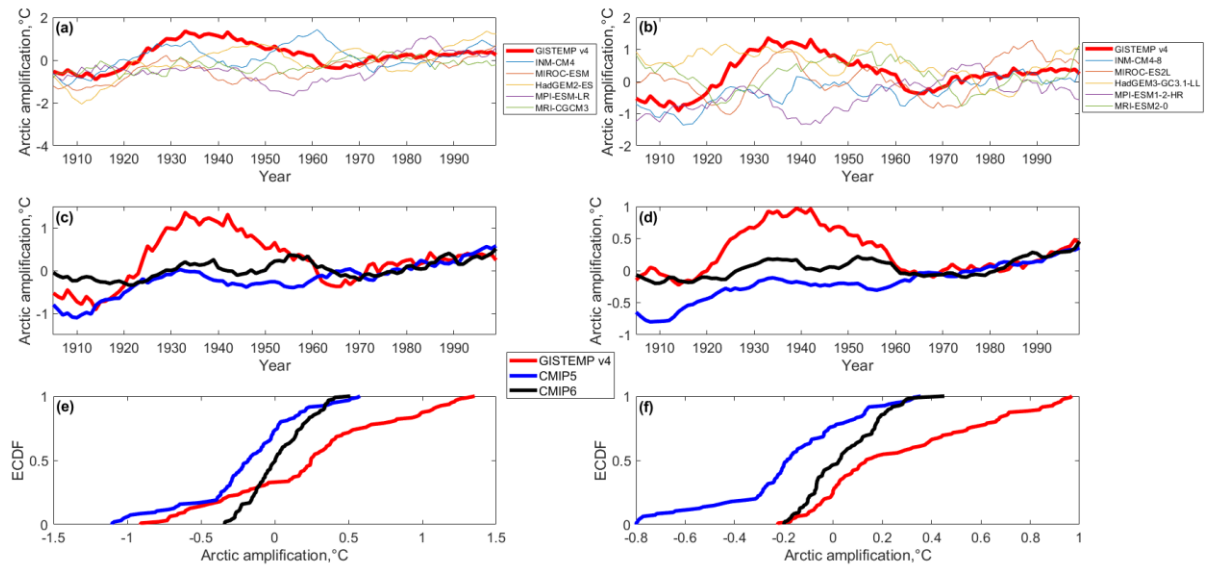 (a)
Arctic amplification,°C
2
0
-2
-4
1910 1920 1930 1940 1950 1960 1970 1980 1990
Year
GISTEMP v4
INM-CM4
MIROC-ESM
HadGEM2-ES
MPI-ESM-LR
MRI-CGCM3
(b)
Arctic amplification,°C
2
1
0
-1
-2
1910 1920 1930 1940 1950 1960 1970 1980 1990
Year
GISTEMP v4
INM-CM4-8
MIROC-ES2L
HadGEM3-GC3.1-LL
MPI-ESM1-2-HR
MRI-ESM2-0
(c)
Arctic amplification,°C
1
0
-1
1910 1920 1930 1940 1950 1960 1970 1980 1990
Year
(d)
Arctic amplification,°C
1
0.5
0
-0.5
-1
1910 1920 1930 1940 1950 1960 1970 1980 1990
Year
GISTEMP v4
CMIP5
CMIP6
(e)
ECDF
1
0.5
0
-1.5 -1 -0.5 0 0.5 1 1.5
Arctic amplification,°C
(f)
ECDF
1
0.5
0
-0.8 -0.6 -0.4 -0.2 0 0.2 0.4 0.6 0.8 1
Arctic amplification,°C